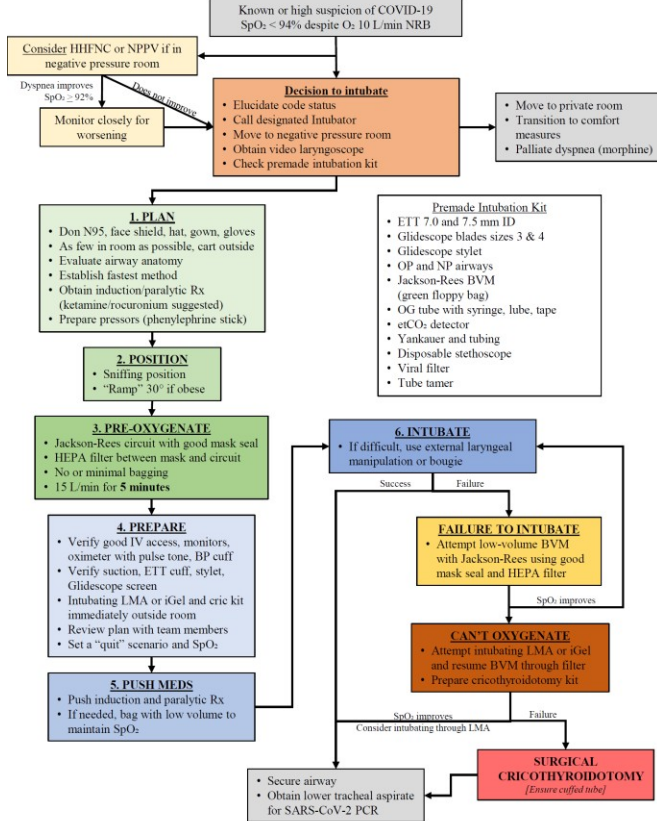 Known or high suspicion of COVID-19
SpO₂ < 94% despite O₂ 10 L/min NRB
Consider HHFNC or NPPV if in
negative pressure room
Dyspnea improves
SpO₂ ≥ 92%
Does not improve
Monitor closely for
worsening
Decision to intubate
• Elucidate code status
• Call designated Intubator
• Move to negative pressure room
• Obtain video laryngoscope
• Check premade intubation kit
• Move to private room
• Transition to comfort
measures
• Palliate dyspnea (morphine)
1. PLAN
• Don N95, face shield, hat, gown, gloves
• As few in room as possible, cart outside
• Evaluate airway anatomy
• Establish fastest method
• Obtain induction/paralytic Rx
(ketamine/rocuronium suggested)
• Prepare pressors (phenylephrine stick)
Premade Intubation Kit
• ETT 7.0 and 7.5 mm ID
• Glidescope blades sizes 3 & 4
• Glidescope stylet
• OP and NP airways
• Jackson-Rees BVM
(green floppy bag)
• OG tube with syringe, lube, tape
• etCO₂ detector
• Yankauer and tubing
• Disposable stethoscope
• Viral filter
• Tube tamer
2. POSITION
• Sniffing position
• “Ramp” 30° if obese
3. PRE-OXYGENATE
• Jackson-Rees circuit with good mask seal
• HEPA filter between mask and circuit
• No or minimal bagging
• 15 L/min for 5 minutes
4. PREPARE
• Verify good IV access, monitors,
oximeter with pulse tone, BP cuff
• Verify suction, ETT cuff, stylet,
Glidescope screen
• Intubating LMA or iGel and cric kit
immediately outside room
• Review plan with team members
• Set a “quit” scenario and SpO₂
5. PUSH MEDS
• Push induction and paralytic Rx
• If needed, bag with low volume to
maintain SpO₂
6. INTUBATE
• If difficult, use external laryngeal
manipulation or bougie
Success
Failure
FAILURE TO INTUBATE
• Attempt low-volume BVM
with Jackson-Rees using good
mask seal and HEPA filter
SpO₂ improves
CAN'T OXYGENATE
• Attempt intubating LMA or iGel
and resume BVM through filter
• Prepare cricothyroidotomy kit
SpO₂ improves
Consider intubating through LMA
Failure
SURGICAL
CRICOTHYROIDOTOMY
[Ensure cuffed tube]
• Secure airway
• Obtain lower tracheal aspirate
for SARS-CoV-2 PCR